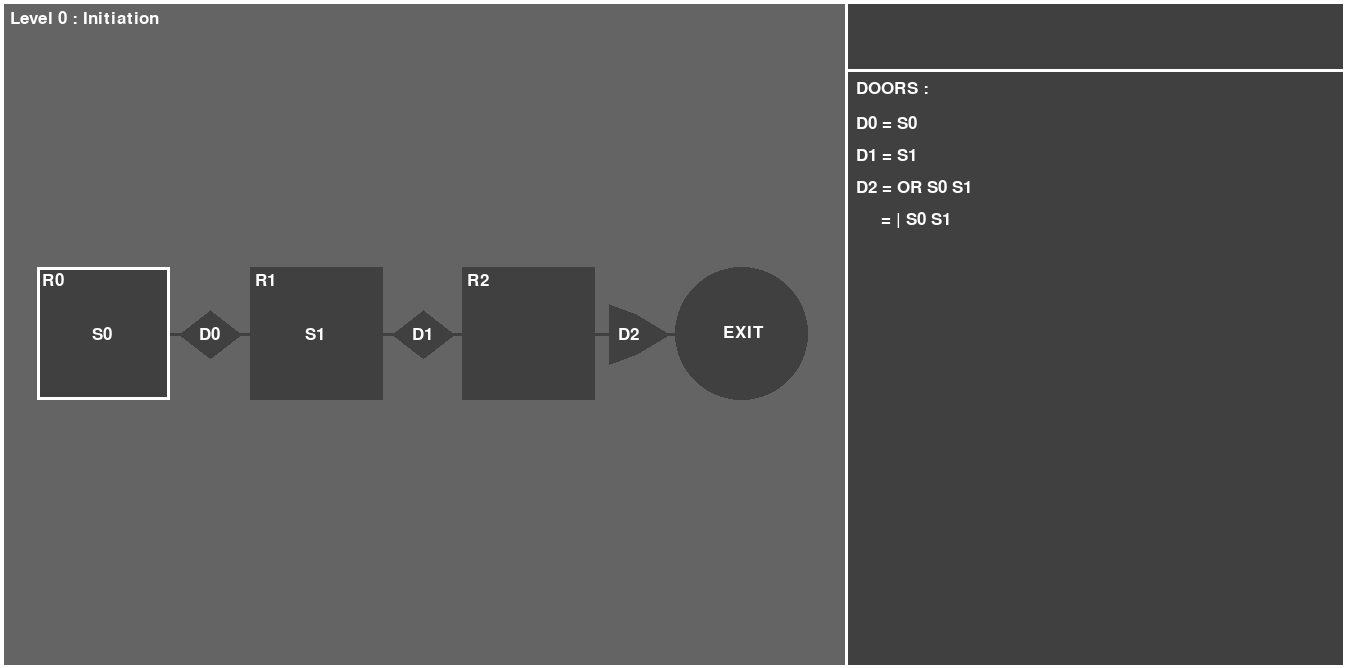 Level 0 : Initiation
R0
S0
D0
R1
S1
D1
R2
D2
EXIT
DOORS :
D0 = S0
D1 = S1
D2 = OR S0 S1
= | S0 S1